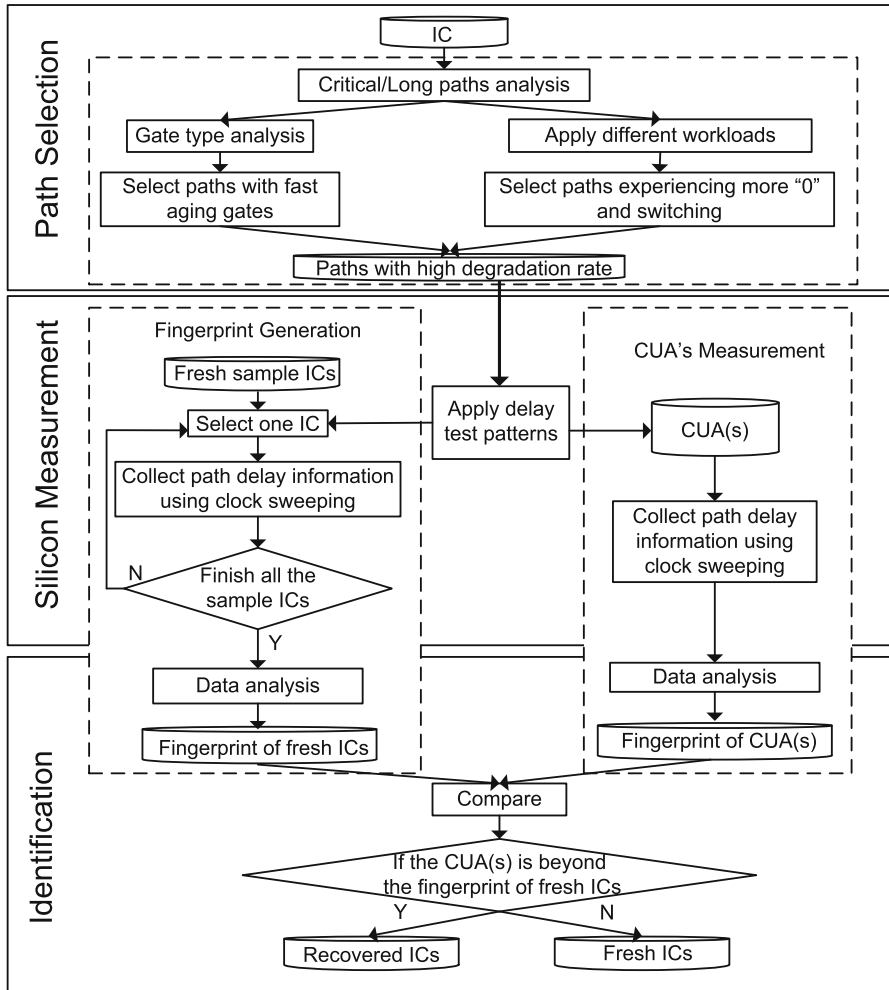 Path Selection
IC
Critical/Long paths analysis
Gate type analysis
Apply different workloads
Select paths with fast
aging gates
Select paths experiencing more “0”
and switching
Paths with high degradation rate
Silicon Measurement
Fingerprint Generation
Fresh sample ICs
Select one IC
Collect path delay information
using clock sweeping
N
Finish all the
sample ICs
Y
Apply delay
test patterns
CUA's Measurement
CUA(s)
Collect path delay
information using
clock sweeping
Identification
Data analysis
Fingerprint of fresh ICs
Data analysis
Fingerprint of CUA(s)
Compare
If the CUA(s) is beyond
the fingerprint of fresh ICs
Y
N
Recovered ICs
Fresh ICs